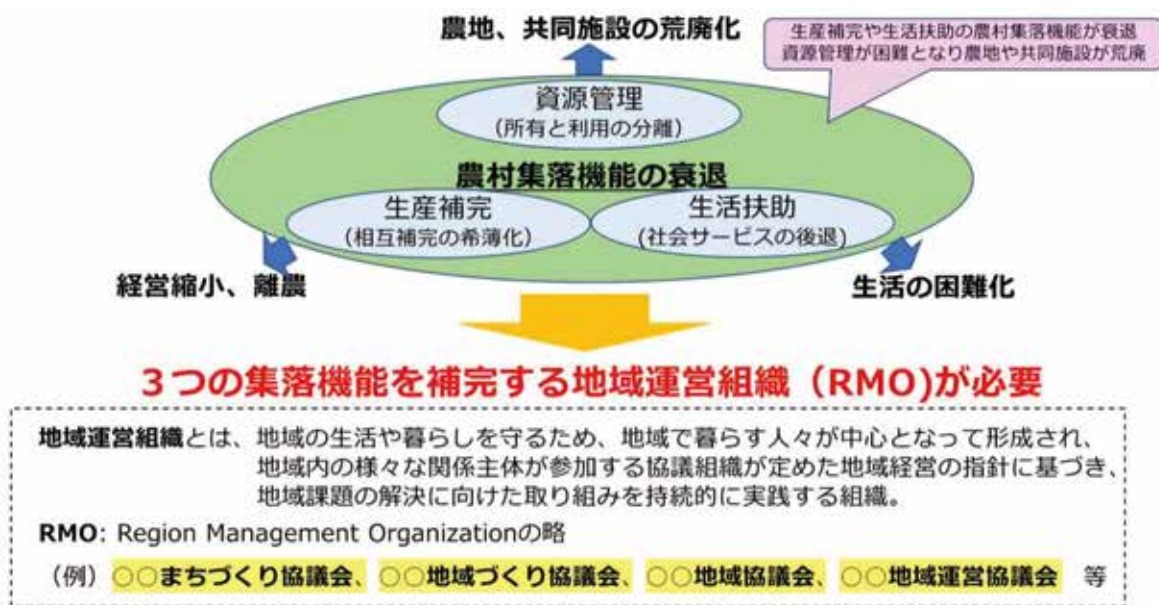 農地、共同施設の荒廃化
生産補完や生活扶助の農村集落機能が衰退
資源管理が困難となり農地や共同施設が荒廃
資源管理
（所有と利用の分離）
農村集落機能の衰退
生産補完
（相互補完の希薄化）
生活扶助
(社会サービスの後退)
経営縮小、離農
生活の困難化
３つの集落機能を補完する地域運営組織（RMO)が必要
地域運営組織とは、地域の生活や暮らしを守るため、地域で暮らす人々が中心となって形成され、
地域内の様々な関係主体が参加する協議組織が定めた地域経営の指針に基づき、
地域課題の解決に向けた取り組みを持続的に実践する組織。
RMO: Region Management Organizationの略
（例）○○まちづくり協議会、○○地域づくり協議会、○○地域協議会、○○地域運営協議会　等